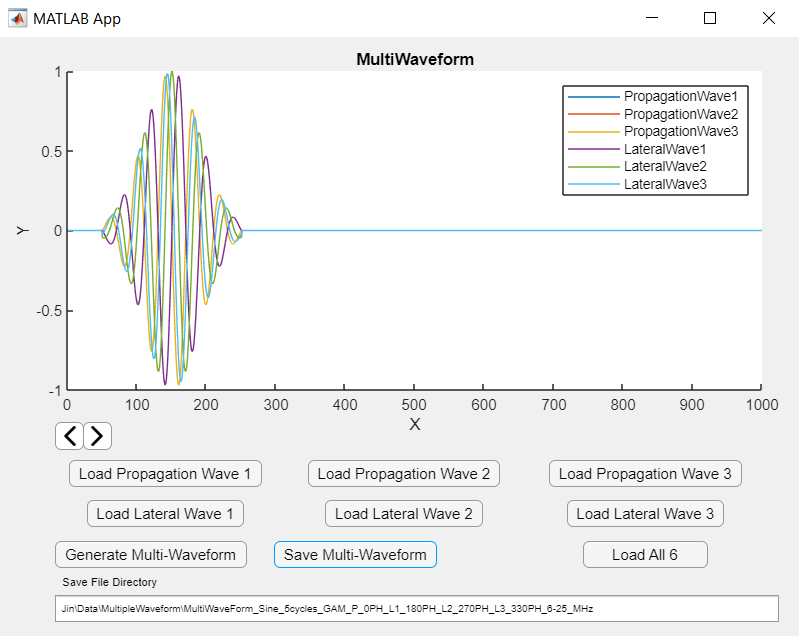 MATLAB App
MultiWaveform
PropagationWave1
PropagationWave2
PropagationWave3
LateralWave1
LateralWave2
LateralWave3
1
0.5
0
-0.5
-1
Y
0 100 200 300 400 500 600 700 800 900 1000
X
Load Propagation Wave 1 Load Propagation Wave 2 Load Propagation Wave 3
Load Lateral Wave 1 Load Lateral Wave 2 Load Lateral Wave 3
Generate Multi-Waveform Save Multi-Waveform Load All 6
Save File Directory
Jin\Data\MultipleWaveform\MultiWaveForm_Sine_5cycles_GAM_P_0PH_L1_180PH_L2_270PH_L3_330PH_6-25_MHz